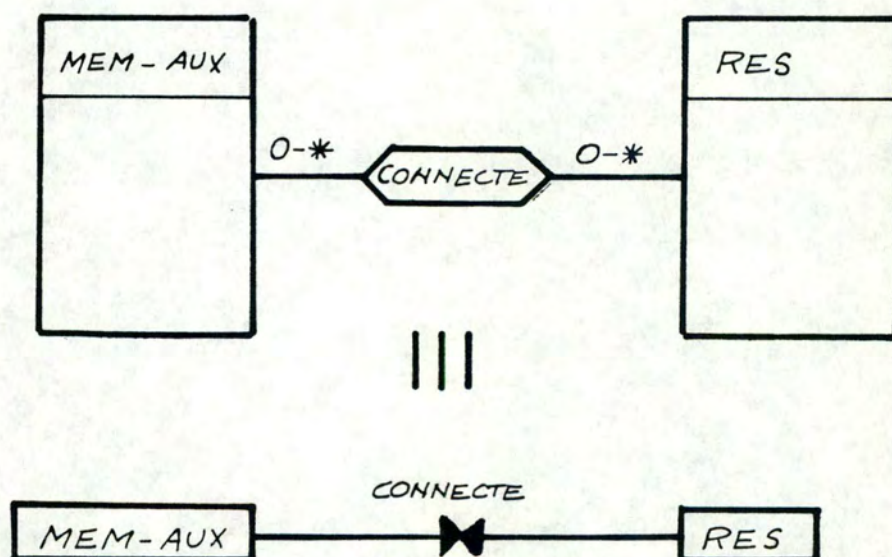 MEM-AUX
RES
0-*
CONNECTE
0-*
CONNECTE
MEM-AUX
RES